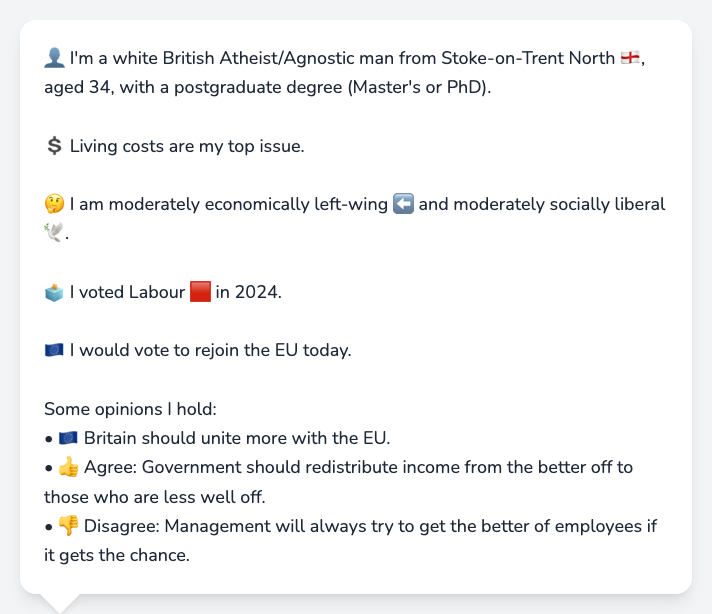 👤 I'm a white British Atheist/Agnostic man from Stoke-on-Trent North 🏴󠁧󠁢󠁥󠁮󠁧󠁿,
aged 34, with a postgraduate degree (Master's or PhD).
💲 Living costs are my top issue.
🤔 I am moderately economically left-wing ⬅️ and moderately socially liberal
🕊️.
🗳️ I voted Labour 🟥 in 2024.
🇪🇺 I would vote to rejoin the EU today.
Some opinions I hold:
• 🇪🇺 Britain should unite more with the EU.
• 👍 Agree: Government should redistribute income from the better off to
those who are less well off.
• 👎 Disagree: Management will always try to get the better of employees if
it gets the chance.